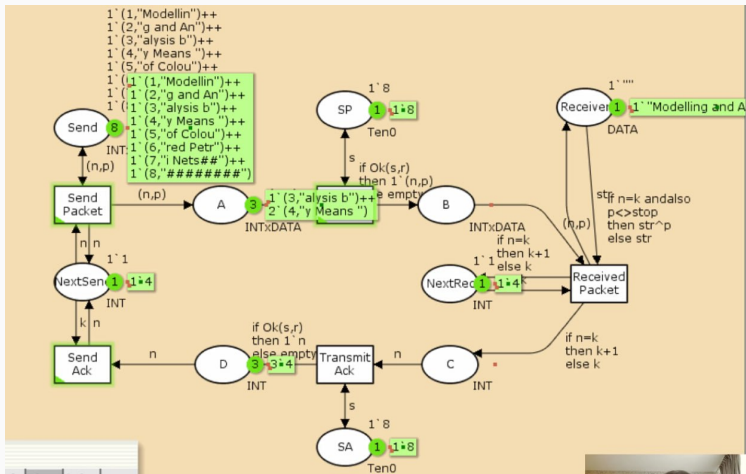 1`(1,"Modellin")++
1`(2,"g and An")++
1`(3,"alysis b")++
1`(4,"y Means ")++
1`(5,"of Colou")++
1`(1,"Modellin")++
1`(2,"g and An")++
1`(3,"alysis b")++
1`(4,"y Means ")++
1`(5,"of Colou")++
1`(6,"red Petr")++
1`(7,"i Nets##")++
1`(8,"########")
Send
8
(n,p)
1`8
SP
1
1`8
Ten0
s
1`""
Receiver
1
1`"Modelling and A
DATA
Send
Packet
(n,p)
A
3
1`(3,"alysis b")++
2`(4,"y Means ")
INTxDATA
if Ok(s,r)
then 1`(n,p)
B
INTxDATA
(n,p)
str
if n=k andalso
p<>stop
then str^p
else str
n
n
1`1
NextSend
1
1`4
INT
k
n
if n=k
then k+1
else k
1`1
NextRec
1
1`4
INT
Received
Packet
Send
Ack
n
D
3
3`4
INT
if Ok(s,r)
then 1`n
else empty
Transmit
Ack
n
C
INT
if n=k
then k+1
else k
s
1`8
SA
1
1`8
Ten0